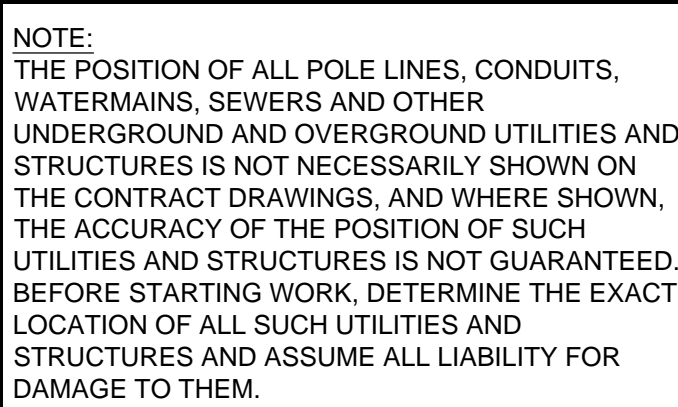 NOTE:
THE POSITION OF ALL POLE LINES, CONDUITS,
WATERMAINS, SEWERS AND OTHER
UNDERGROUND AND OVERGROUND UTILITIES AND
STRUCTURES IS NOT NECESSARILY SHOWN ON
THE CONTRACT DRAWINGS, AND WHERE SHOWN,
THE ACCURACY OF THE POSITION OF SUCH
UTILITIES AND STRUCTURES IS NOT GUARANTEED.
BEFORE STARTING WORK, DETERMINE THE EXACT
LOCATION OF ALL SUCH UTILITIES AND
STRUCTURES AND ASSUME ALL LIABILITY FOR
DAMAGE TO THEM.